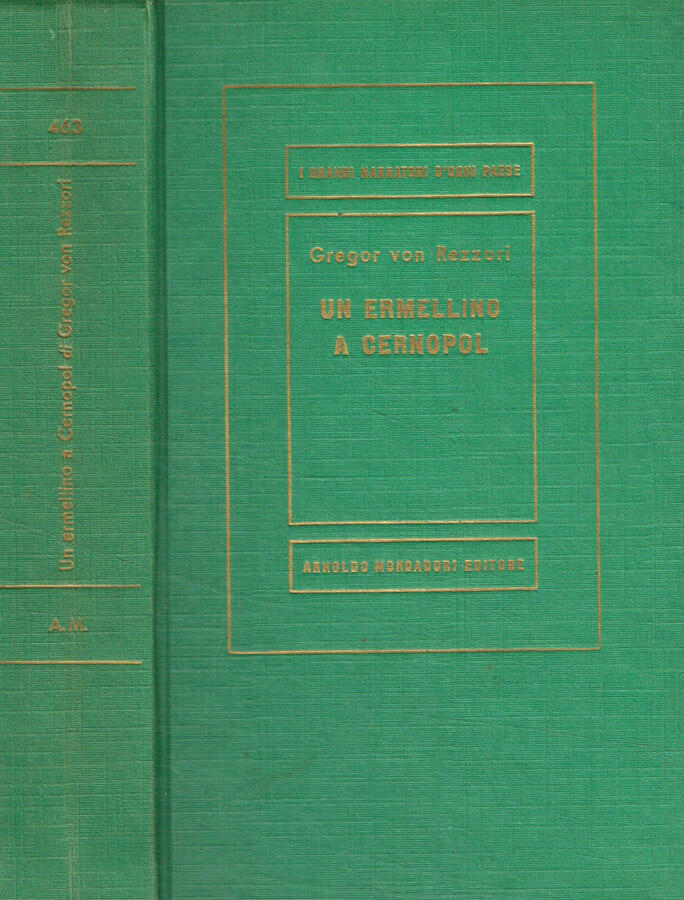 463
Un ermellino a Cernopol di Gregor von Rezzori
A. M.
I GRANDI NARRATORI D'OGNI PAESE
Gregor von Rezzori
UN ERMELLINO
A CERNOPOL
ARNOLDO MONDADORI EDITORE